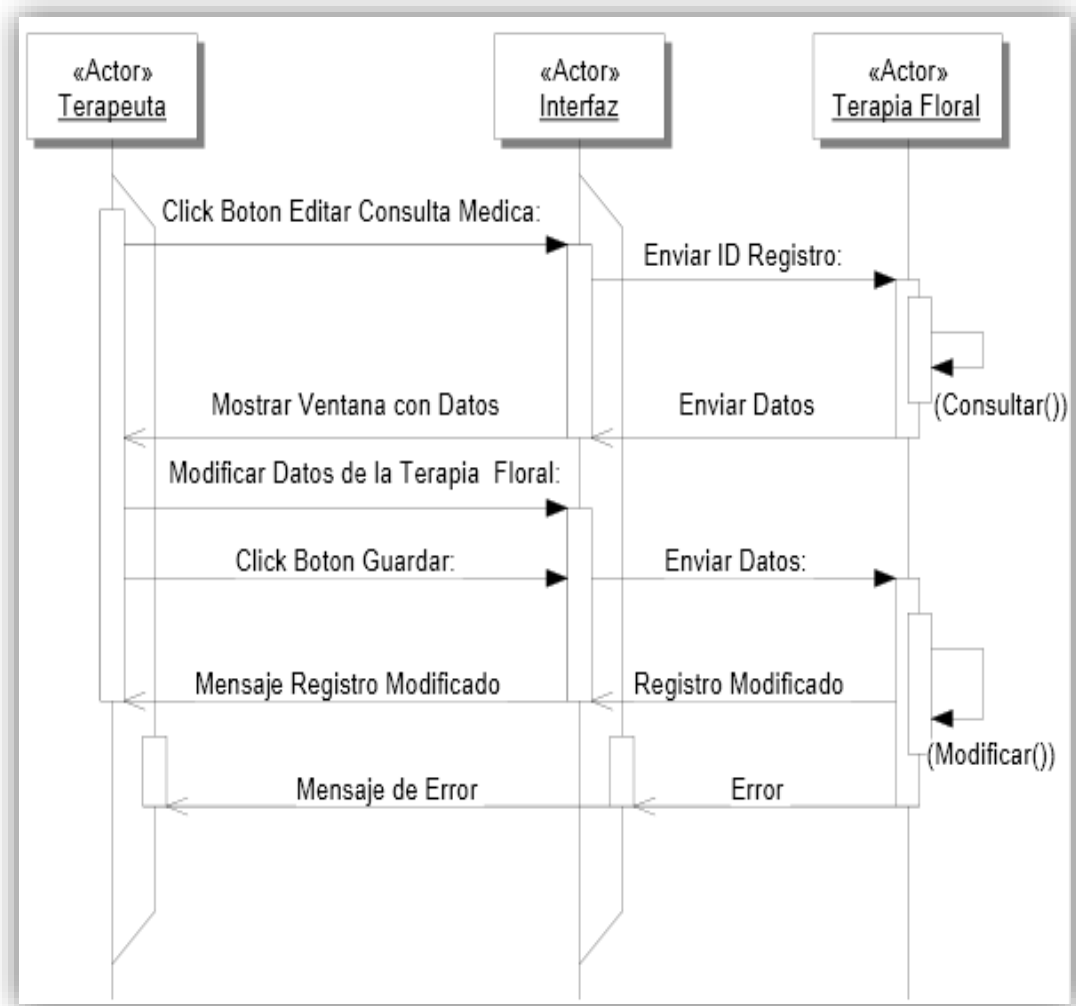 «Actor»
Terapeuta
«Actor»
Interfaz
«Actor»
Terapia Floral
Click Boton Editar Consulta Medica:
Enviar ID Registro:
(Consultar())
Mostrar Ventana con Datos
Enviar Datos
Modificar Datos de la Terapia Floral:
Click Boton Guardar:
Enviar Datos:
Mensaje Registro Modificado
Registro Modificado
(Modificar())
Mensaje de Error
Error